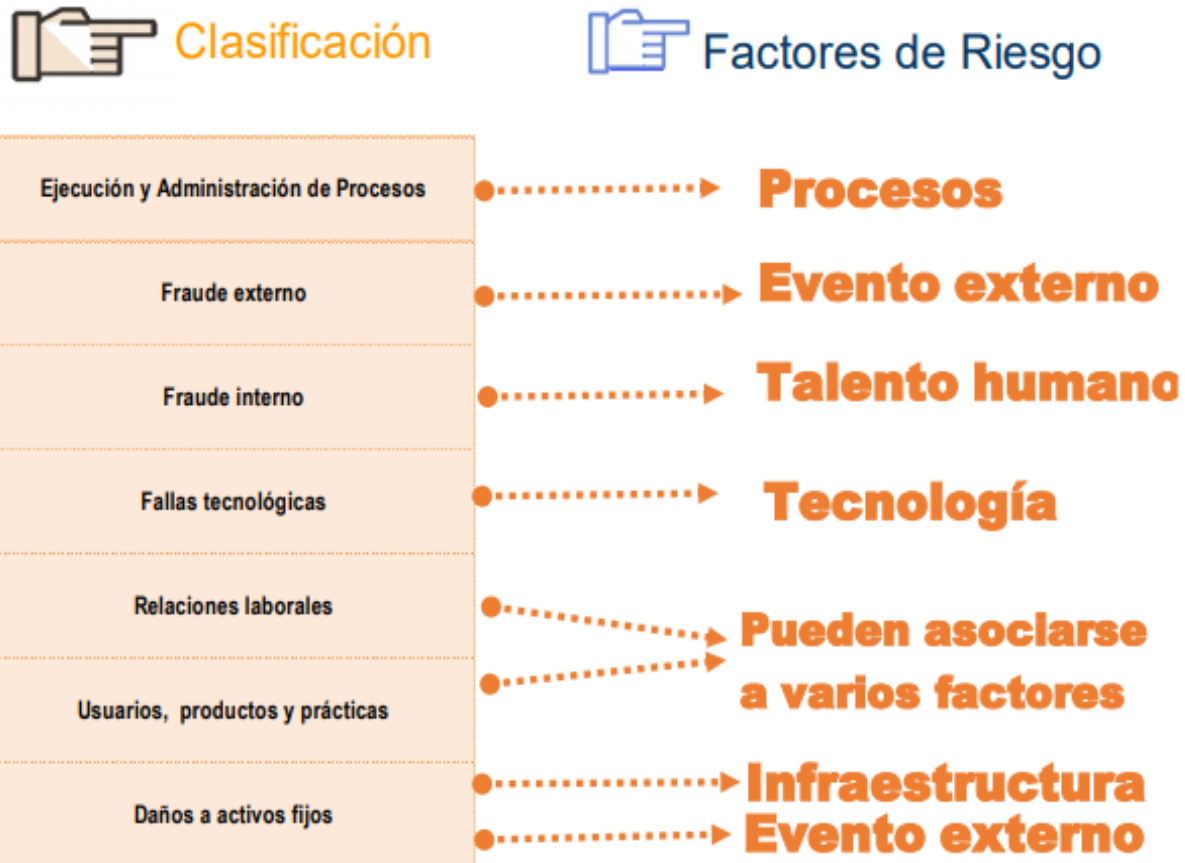 Clasificación
Factores de Riesgo
Ejecución y Administración de Procesos
Procesos
Fraude externo
Evento externo
Fraude interno
Talento humano
Fallas tecnológicas
Tecnología
Relaciones laborales
Pueden asociarse
a varios factores
Usuarios, productos y prácticas
Daños a activos fijos
Infraestructura
Evento externo